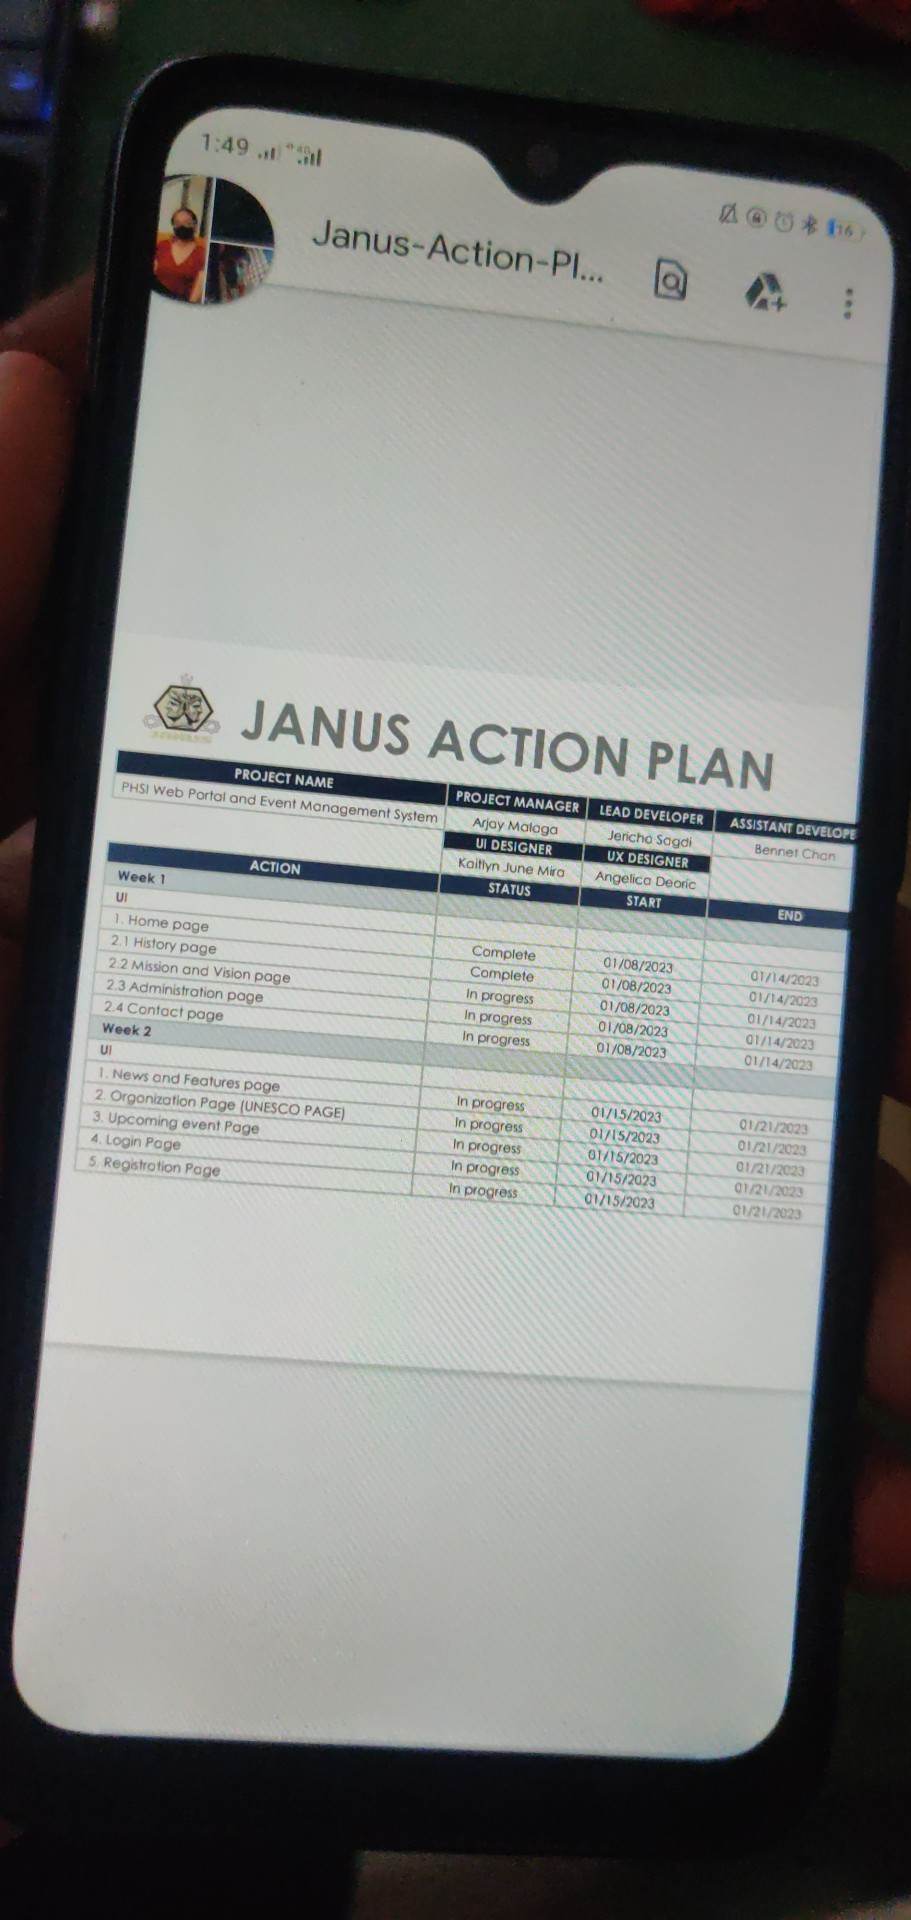 1:49
16
Janus-Action-Pl...
JANUS ACTION PLAN
PROJECT NAME PROJECT MANAGER LEAD DEVELOPER ASSISTANT DEVELOPE
PHSI Web Portal and Event Management System Arjay Malaga Jericho Sagdi Bennet Chan
UI DESIGNER UX DESIGNER
Kaitlyn June Mira Angelica Deoric
ACTION STATUS START END
Week 1
UI
1. Home page Complete 01/08/2023 01/14/2023
2.1 History page Complete 01/08/2023 01/14/2023
2.2 Mission and Vision page In progress 01/08/2023 01/14/2023
2.3 Administration page In progress 01/08/2023 01/14/2023
2.4 Contact page In progress 01/08/2023 01/14/2023
Week 2
UI
1. News and Features page In progress 01/15/2023 01/21/2023
2. Organization Page (UNESCO PAGE) In progress 01/15/2023 01/21/2023
3. Upcoming event Page In progress 01/15/2023 01/21/2023
4. Login Page In progress 01/15/2023 01/21/2023
5. Registration Page In progress 01/15/2023 01/21/2023